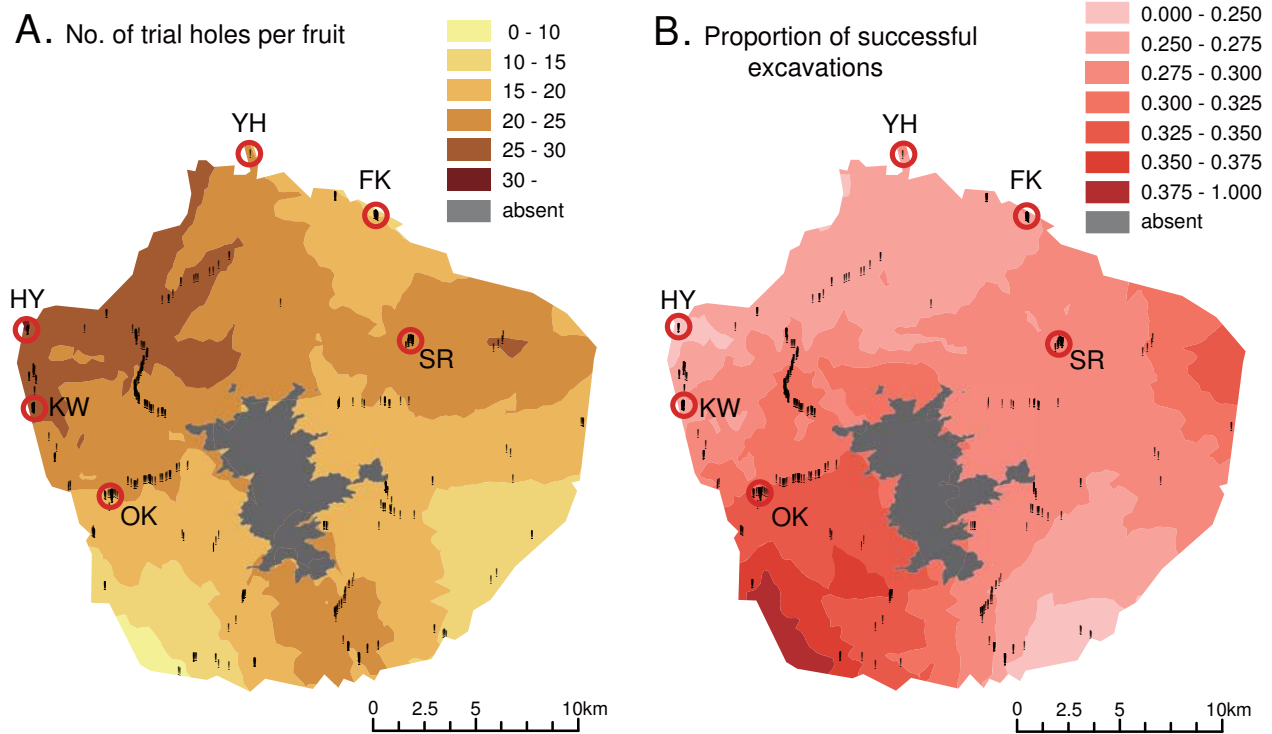 A. No. of trial holes per fruit
0 - 10
10 - 15
15 - 20
20 - 25
25 - 30
30 -
absent
YH
FK
HY
SR
KW
OK
0 2.5 5 10km
B. Proportion of successful
excavations
0.000 - 0.250
0.250 - 0.275
0.275 - 0.300
0.300 - 0.325
0.325 - 0.350
0.350 - 0.375
0.375 - 1.000
absent
YH
FK
HY
SR
KW
OK
0 2.5 5 10km